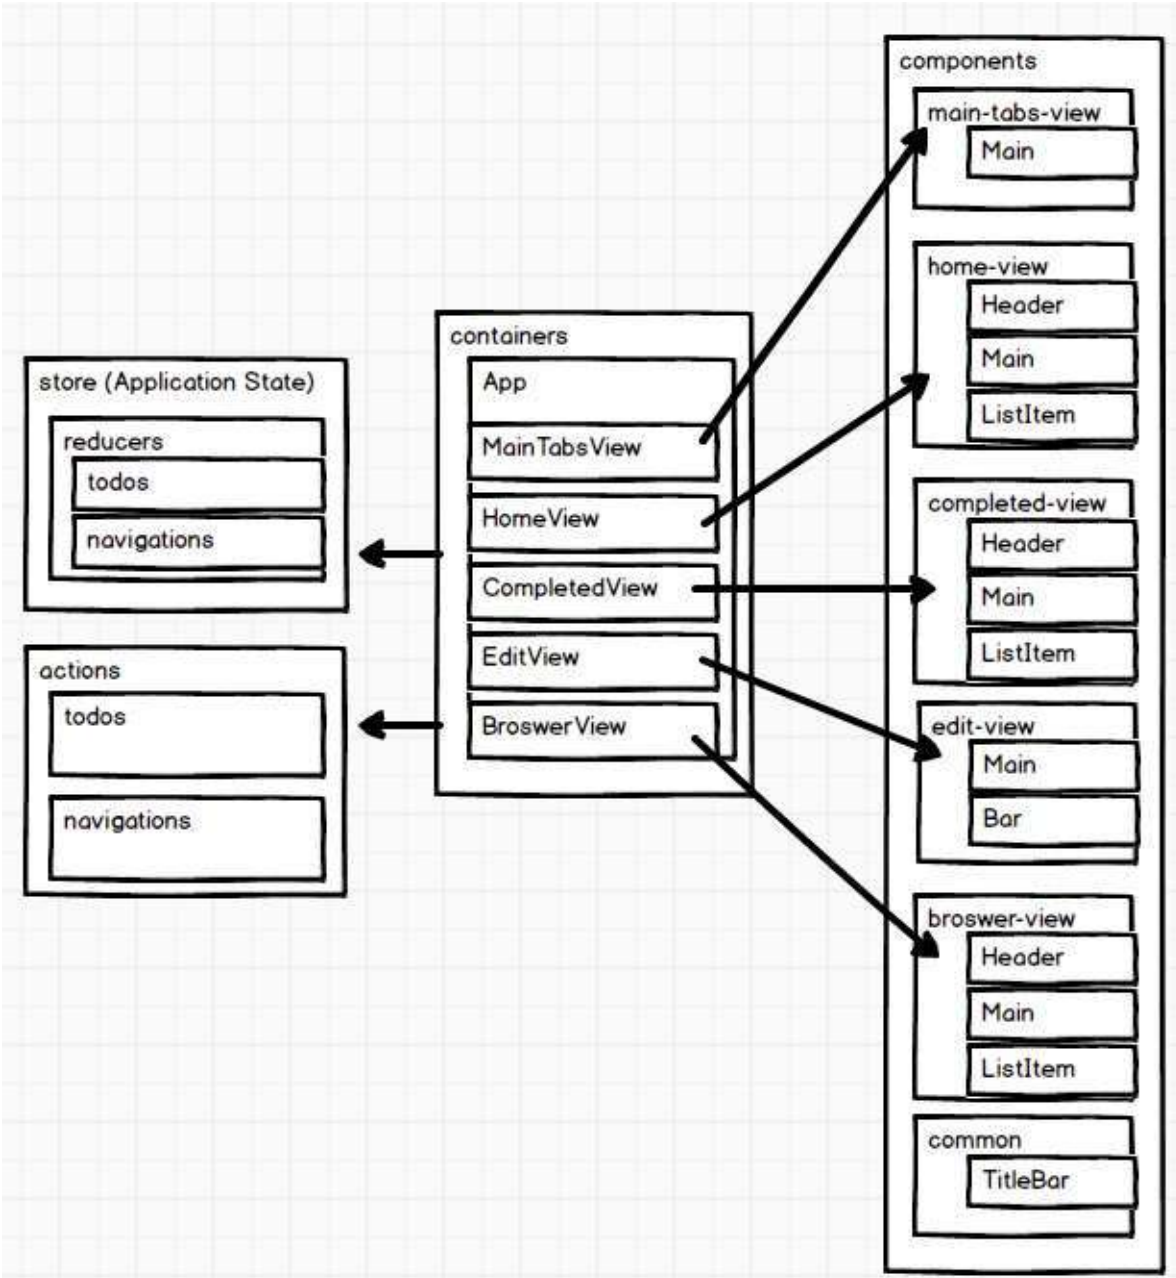 store (Application State)
reducers
todos
navigations
actions
todos
navigations
containers
App
MainTabsView
HomeView
CompletedView
EditView
BroswerView
components
main-tabs-view
Main
home-view
Header
Main
ListItem
completed-view
Header
Main
ListItem
edit-view
Main
Bar
broswer-view
Header
Main
ListItem
common
TitleBar